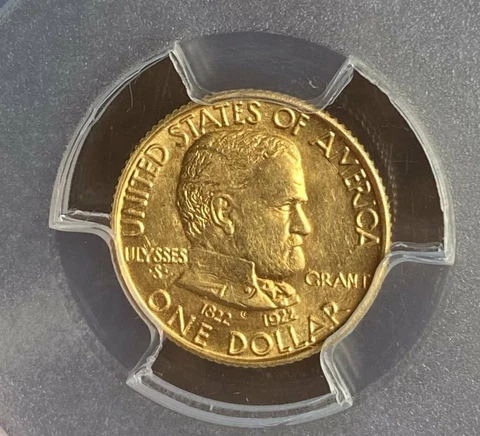 UNITED STATES OF AMERICA
ULYSSES
·S·
GRANT
1822 1922
ONE DOLLAR